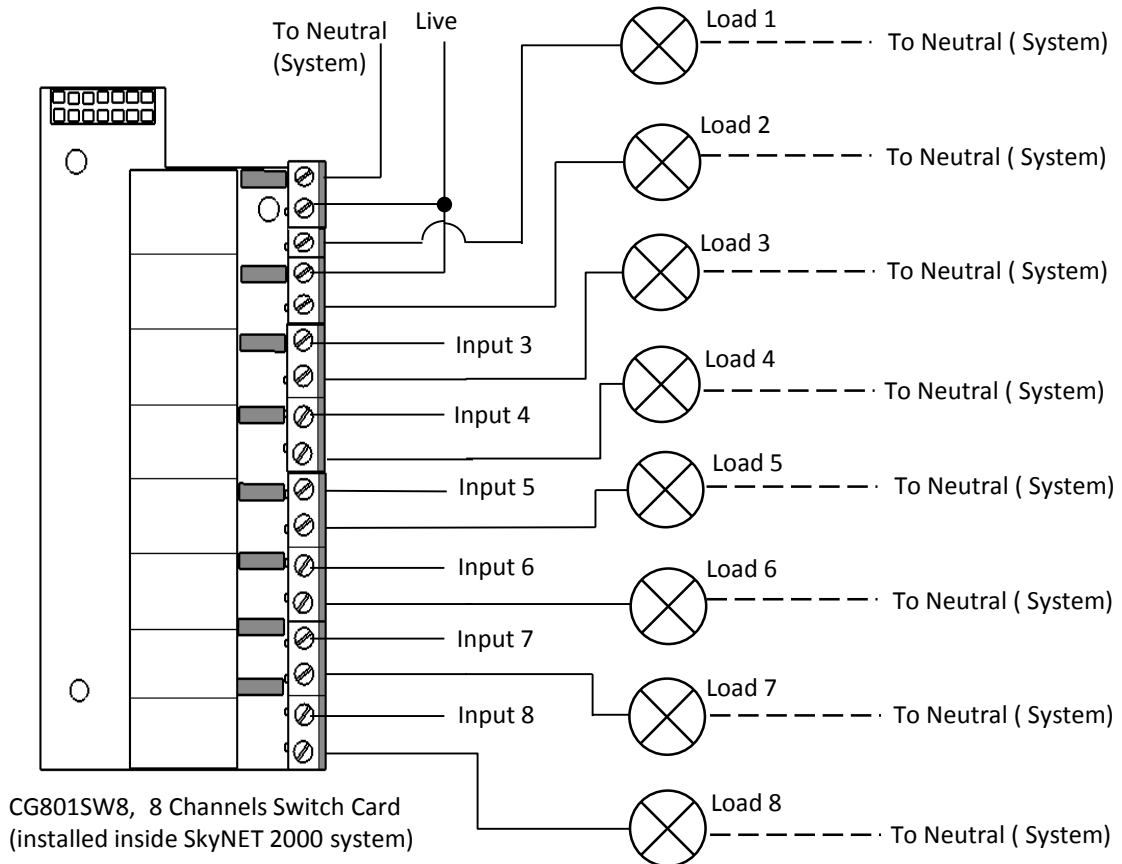 To Neutral
(System)
Live
Load 1
To Neutral ( System)
Load 2
To Neutral ( System)
Load 3
To Neutral ( System)
Input 3
Load 4
To Neutral ( System)
Input 4
Load 5
To Neutral ( System)
Input 5
Input 6
Load 6
To Neutral ( System)
Input 7
Load 7
To Neutral ( System)
Input 8
Load 8
To Neutral ( System)
CG801SW8,  8 Channels Switch Card
(installed inside SkyNET 2000 system)